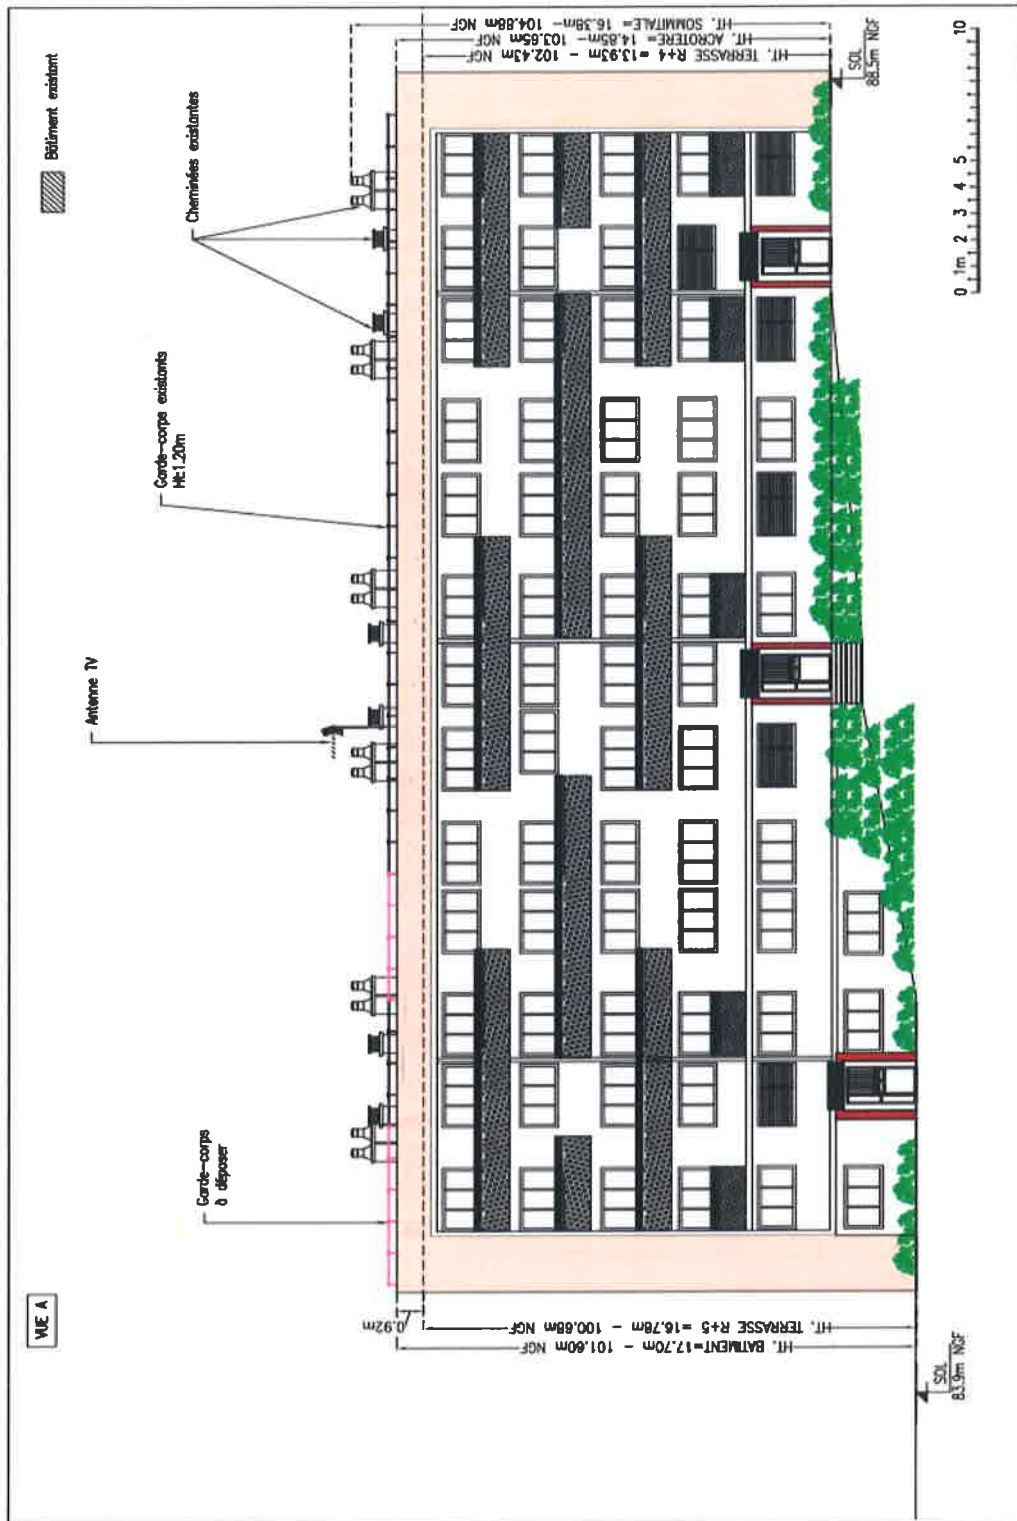 VUE A
Bâtiment existant
Cheminées existantes
Garde-corps existants
Ht:1.20m
Antenne TV
Garde-corps
à déposer
0.92m
HT. TERRASSE R+5 = 16.78m - 100.68m NGF
HT. BATIMENT=17.70m - 101.60m NGF
SOL
83.9m NGF
HT. SOMMITALE= 16.38m- 104.88m NGF
HT. ACROTERE= 14.85m- 103.65m NGF
HT. TERRASSE R+4 =13.93m - 102.43m NGF
SOL
88.5m NGF
0 1m 2 3 4 5 10